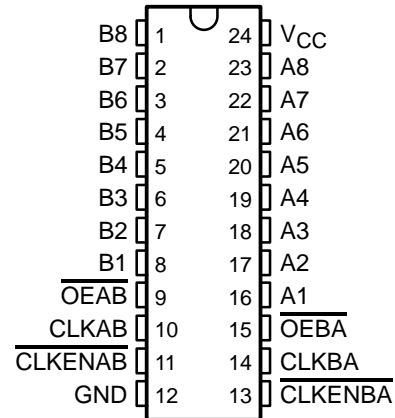 B8 1 24 VCC
B7 2 23 A8
B6 3 22 A7
B5 4 21 A6
B4 5 20 A5
B3 6 19 A4
B2 7 18 A3
B1 8 17 A2
OEAB 9 16 A1
CLKAB 10 15 OEBA
CLKENAB 11 14 CLKBA
GND 12 13 CLKENBA